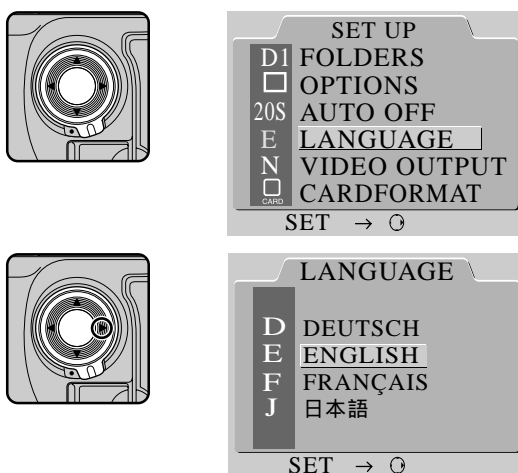 SET UP
D1 FOLDERS
OPTIONS
20S AUTO OFF
E LANGUAGE
N VIDEO OUTPUT
CARD CARDFORMAT
SET →
LANGUAGE
D DEUTSCH
E ENGLISH
F FRANÇAIS
J 日本語
SET →